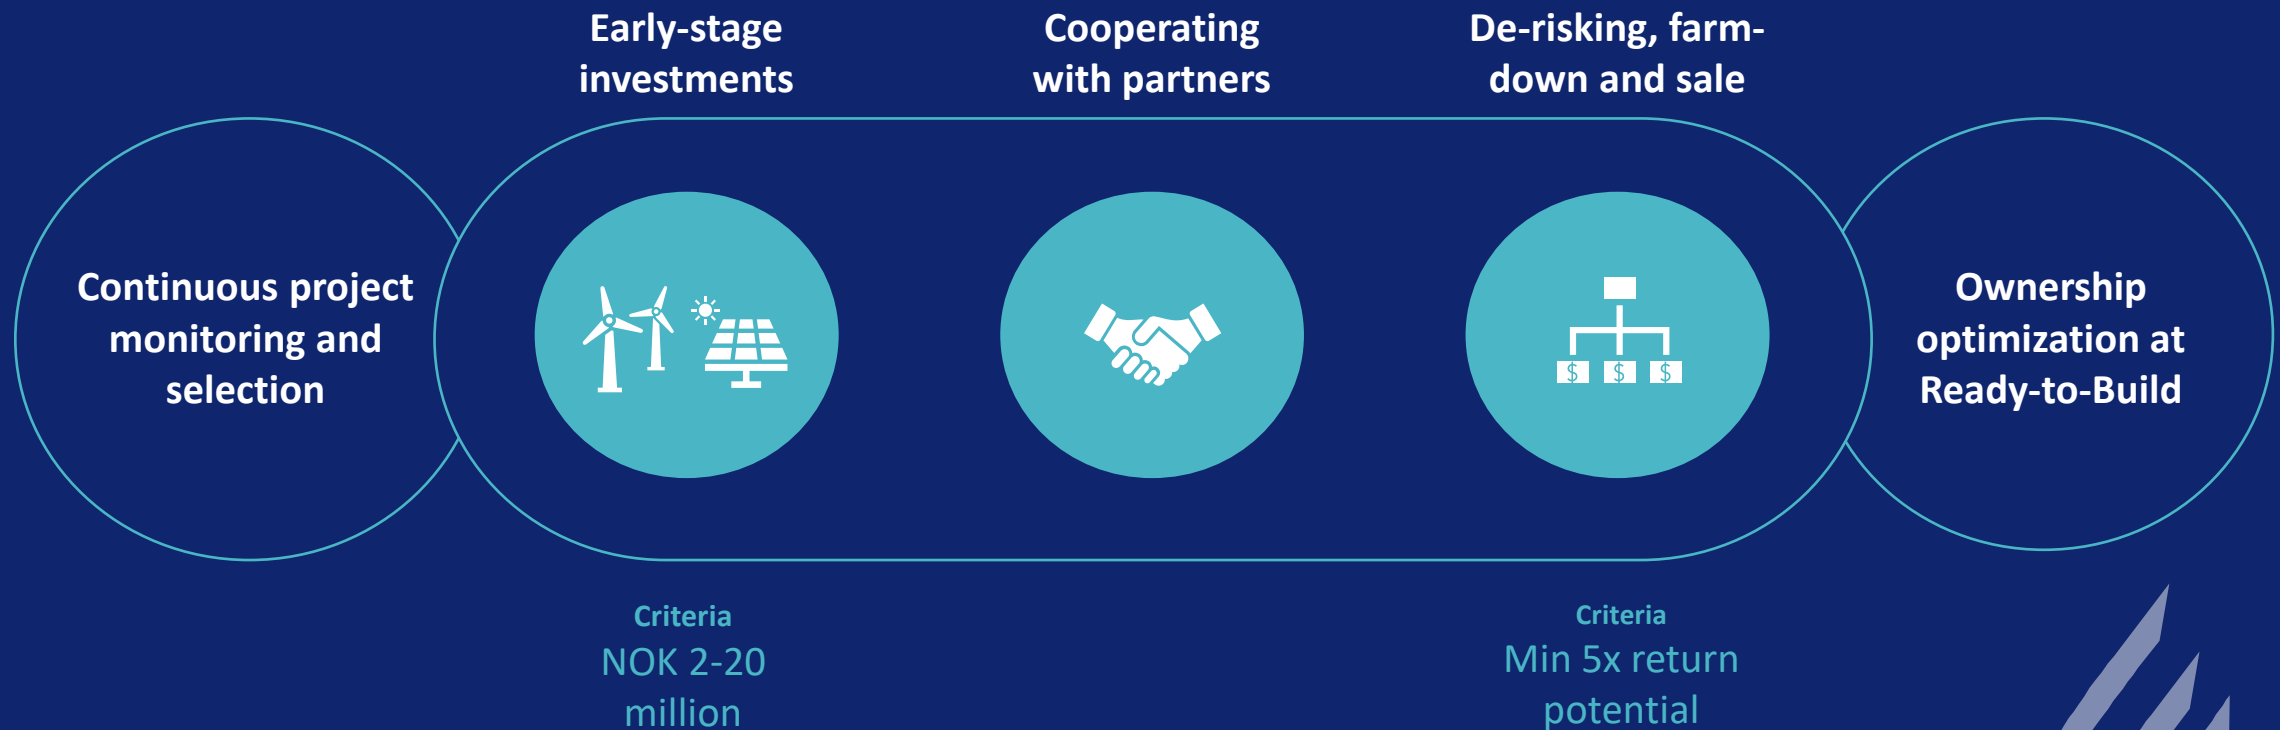 Early-stage
investments
Cooperating
with partners
De-risking, farm-
down and sale
Continuous project
monitoring and
selection
$ $ $
Ownership
optimization at
Ready-to-Build
Criteria
NOK 2-20
million
Criteria
Min 5x return
potential